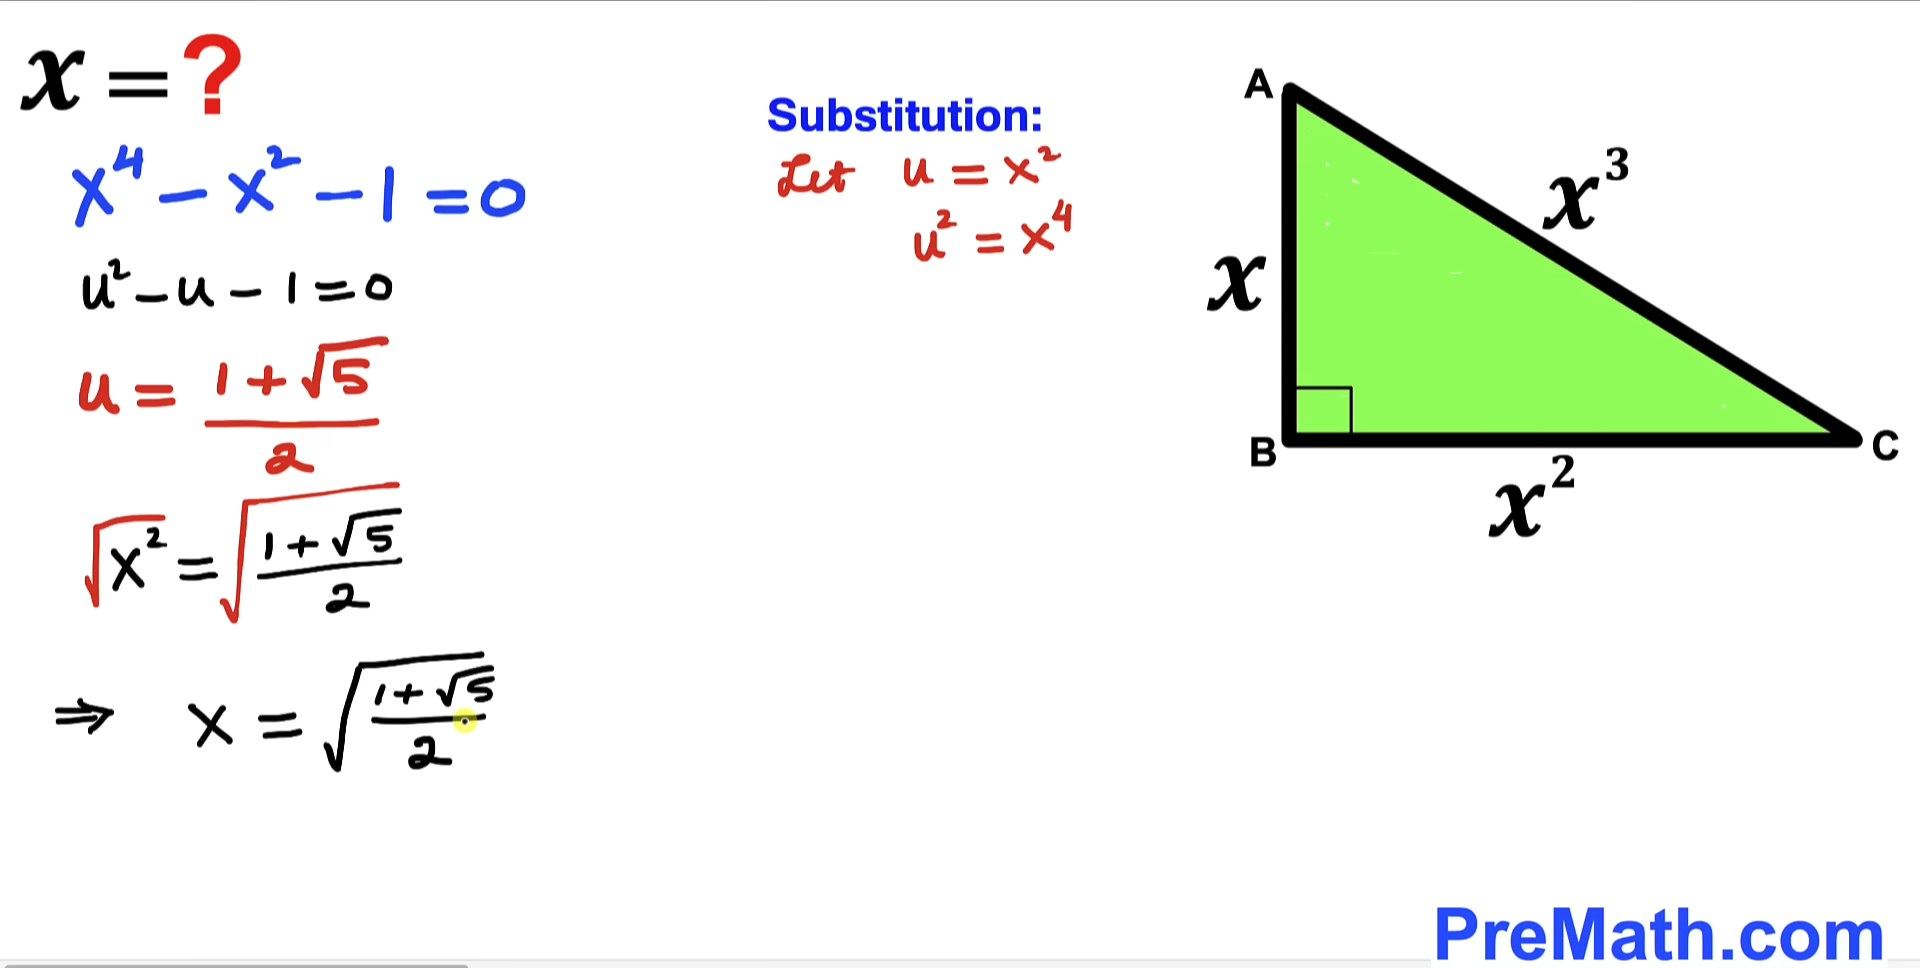 x = ?
x⁴ − x² − 1 = 0
u² − u − 1 = 0
u = (1 + √5)/2
√x² = √((1 + √5)/2)
⇒ x = √((1 + √5)/2)
Substitution:
Let u = x²
u² = x⁴
A
x³
x
B
C
x²
PreMath.com